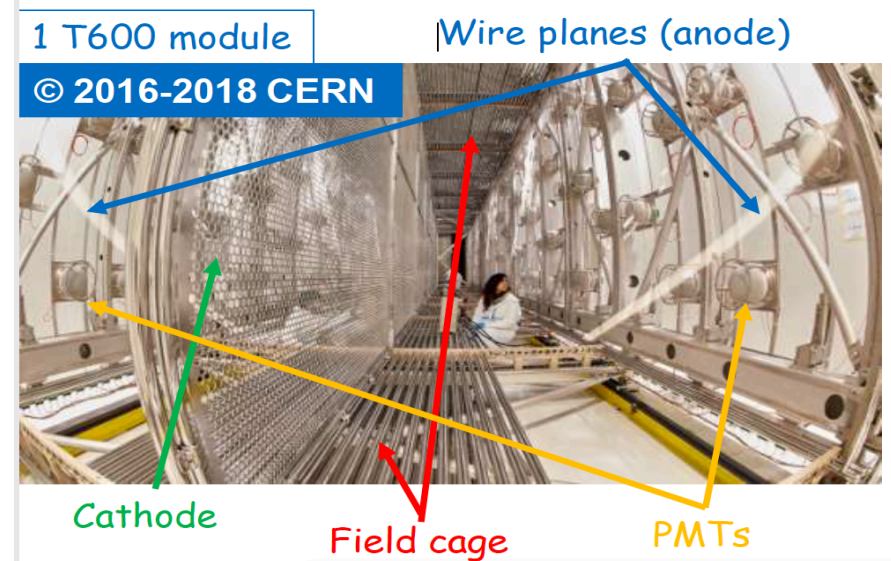 1 T600 module
Wire planes (anode)
© 2016-2018 CERN
Cathode
Field cage
PMTs